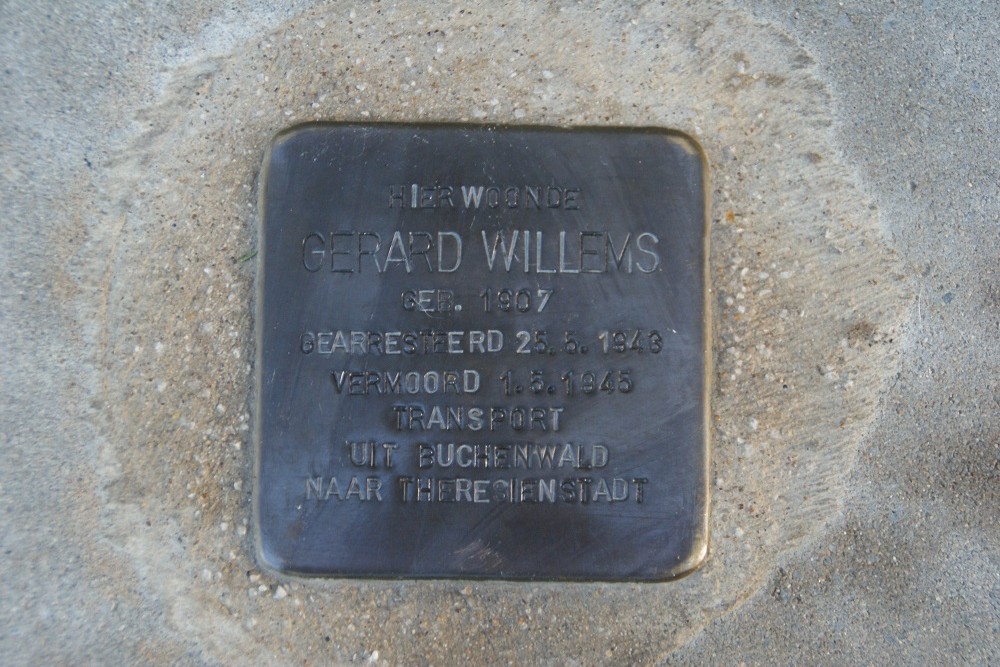 HIER WOONDE
GERARD WILLEMS
GEB. 1907
GEARRESTEERD 25.5.1943
VERMOORD 1.5.1945
TRANSPORT
UIT BUCHENWALD
NAAR THERESIENSTADT